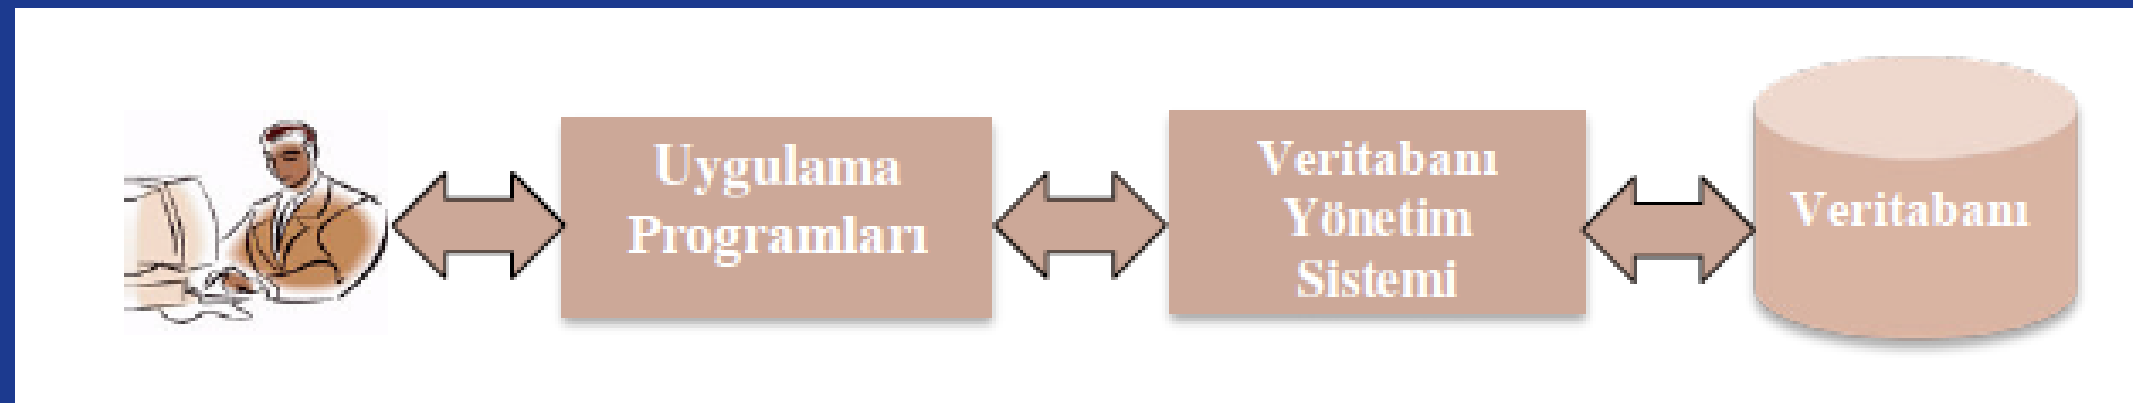 Uygulama
Programları
Veritabanı
Yönetim
Sistemi
Veritabanı